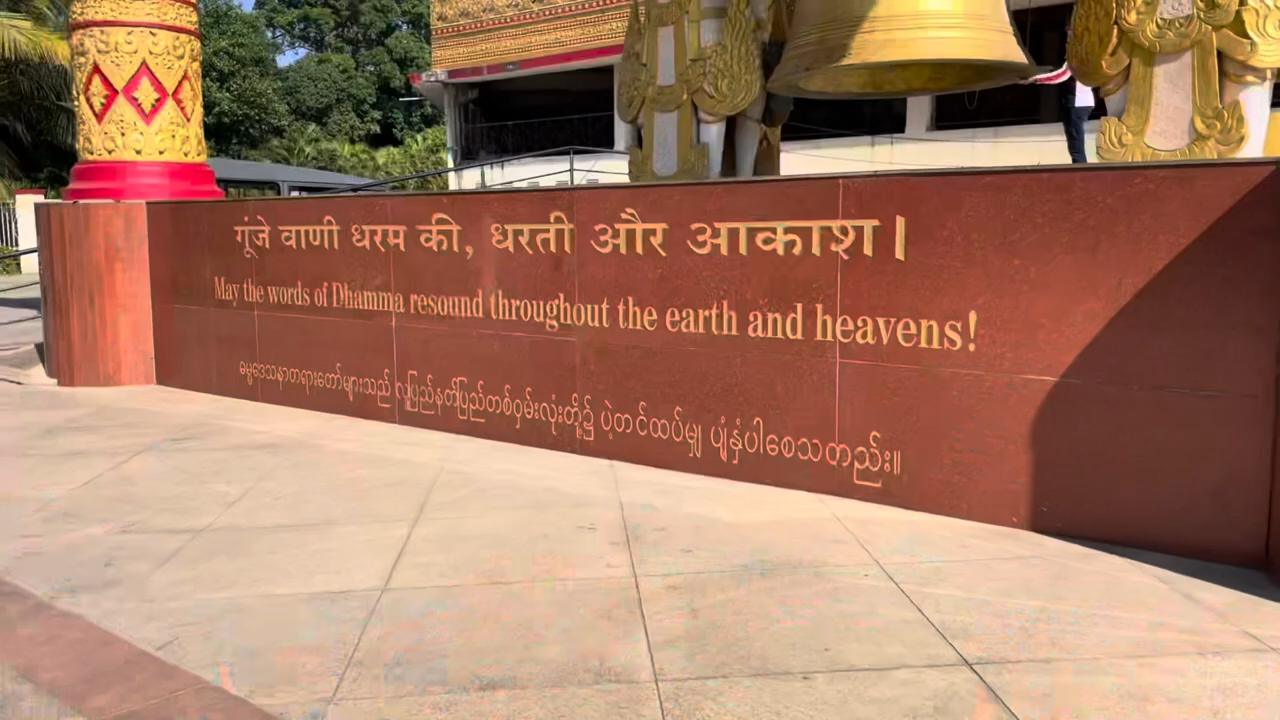 गूंजे वाणी धरम की, धरती और आकाश।
May the words of Dhamma resound throughout the earth and heavens!
ဓမ္မဒေသနာတရားတော်များသည် လူ့ပြည်နတ်ပြည်တစ်ဝှမ်းလုံးတို့၌ ပဲ့တင်ထပ်မျှ ပျံ့နှံ့ပါစေသတည်း။